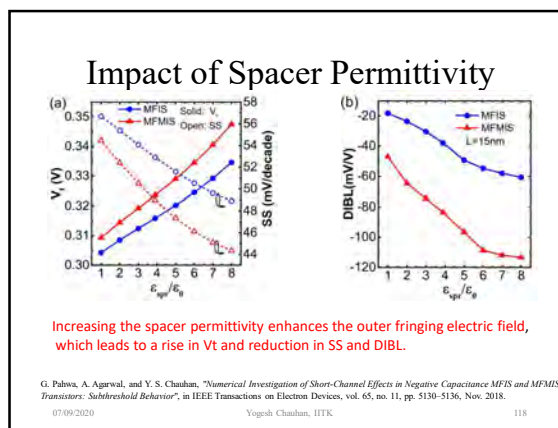 Impact of Spacer Permittivity
(a)
MFIS Solid: Vt
MFMIS Open: SS
0.35
0.34
0.33
0.32
0.31
0.30
Vt (V)
56
54
52
50
48
46
44
SS (mV/decade)
1 2 3 4 5 6 7 8
εspr/ε0
(b)
MFIS
MFMIS
L=15nm
-20
-40
-60
-80
-100
-120
DIBL(mV/V)
1 2 3 4 5 6 7 8
εspr/ε0
Increasing the spacer permittivity enhances the outer fringing electric field,
which leads to a rise in Vt and reduction in SS and DIBL.
G. Pahwa, A. Agarwal, and Y. S. Chauhan, "Numerical Investigation of Short-Channel Effects in Negative Capacitance MFIS and MFMIS
Transistors: Subthreshold Behavior", in IEEE Transactions on Electron Devices, vol. 65, no. 11, pp. 5130–5136, Nov. 2018.
07/09/2020 Yogesh Chauhan, IITK 118